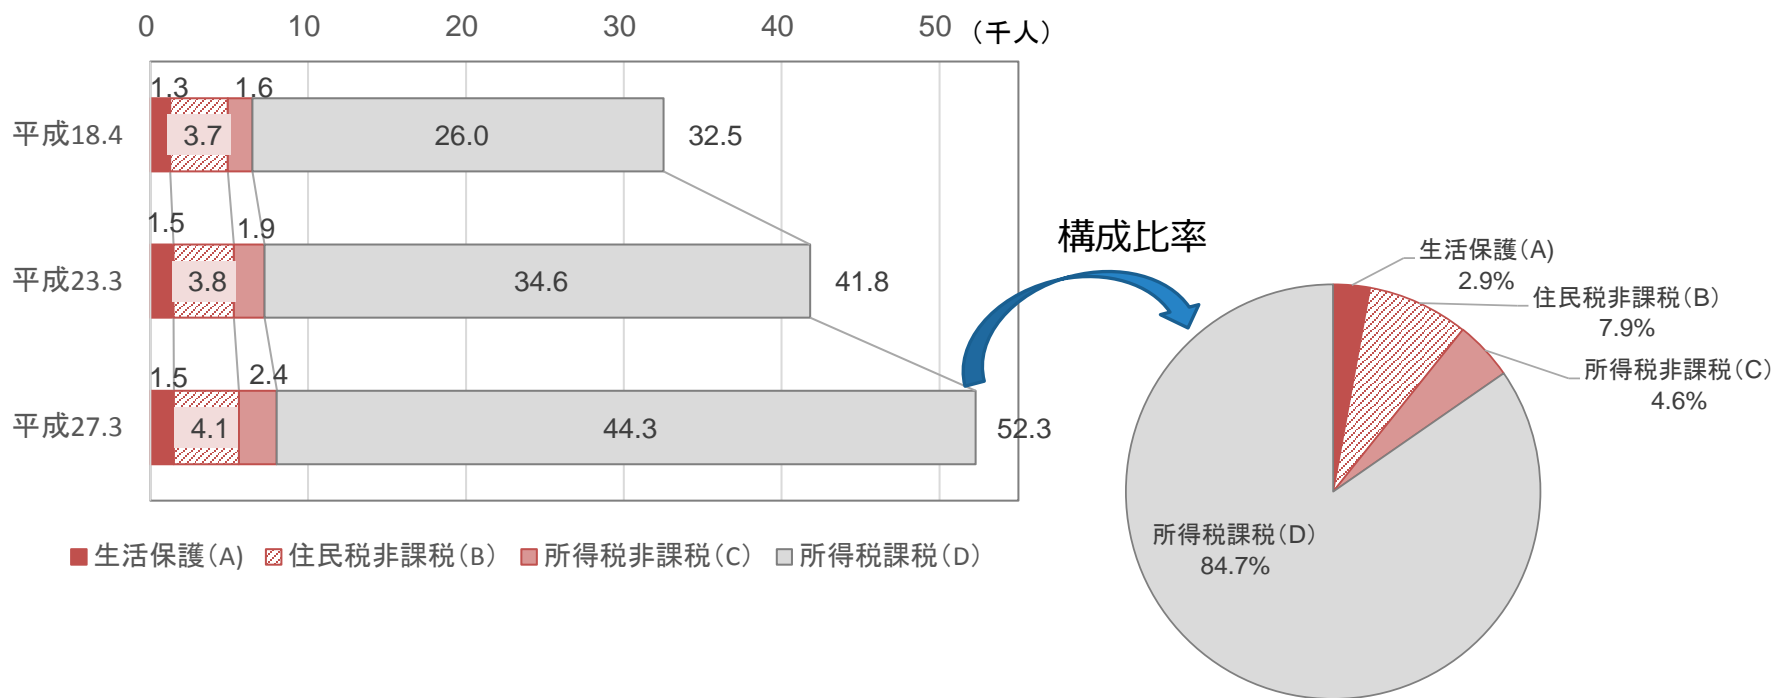 0 10 20 30 40 50 （千人）
1.3 1.6
平成18.4 3.7 26.0 32.5
1.5 1.9
平成23.3 3.8 34.6 41.8
1.5 2.4
平成27.3 4.1 44.3 52.3
生活保護（A） 住民税非課税（B） 所得税非課税（C） 所得税課税（D）
構成比率
生活保護（A）
2.9%
住民税非課税（B）
7.9%
所得税非課税（C）
4.6%
所得税課税（D）
84.7%